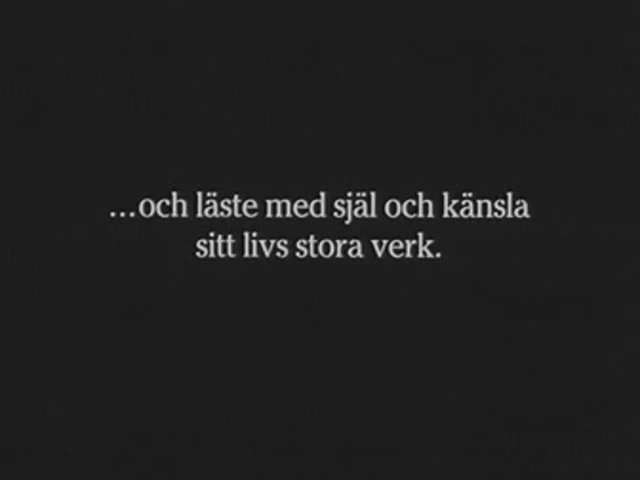 ...och läste med själ och känsla
sitt livs stora verk.